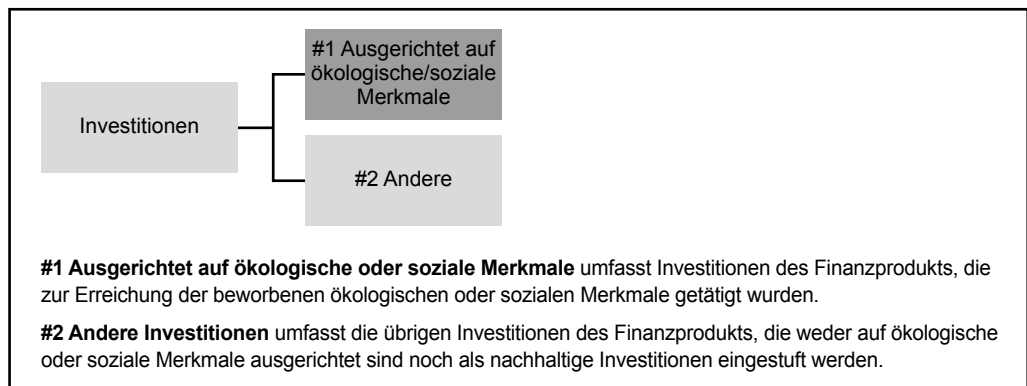 #1 Ausgerichtet auf
ökologische/soziale
Merkmale
Investitionen
#2 Andere
#1 Ausgerichtet auf ökologische oder soziale Merkmale umfasst Investitionen des Finanzprodukts, die
zur Erreichung der beworbenen ökologischen oder sozialen Merkmale getätigt wurden.
#2 Andere Investitionen umfasst die übrigen Investitionen des Finanzprodukts, die weder auf ökologische
oder soziale Merkmale ausgerichtet sind noch als nachhaltige Investitionen eingestuft werden.